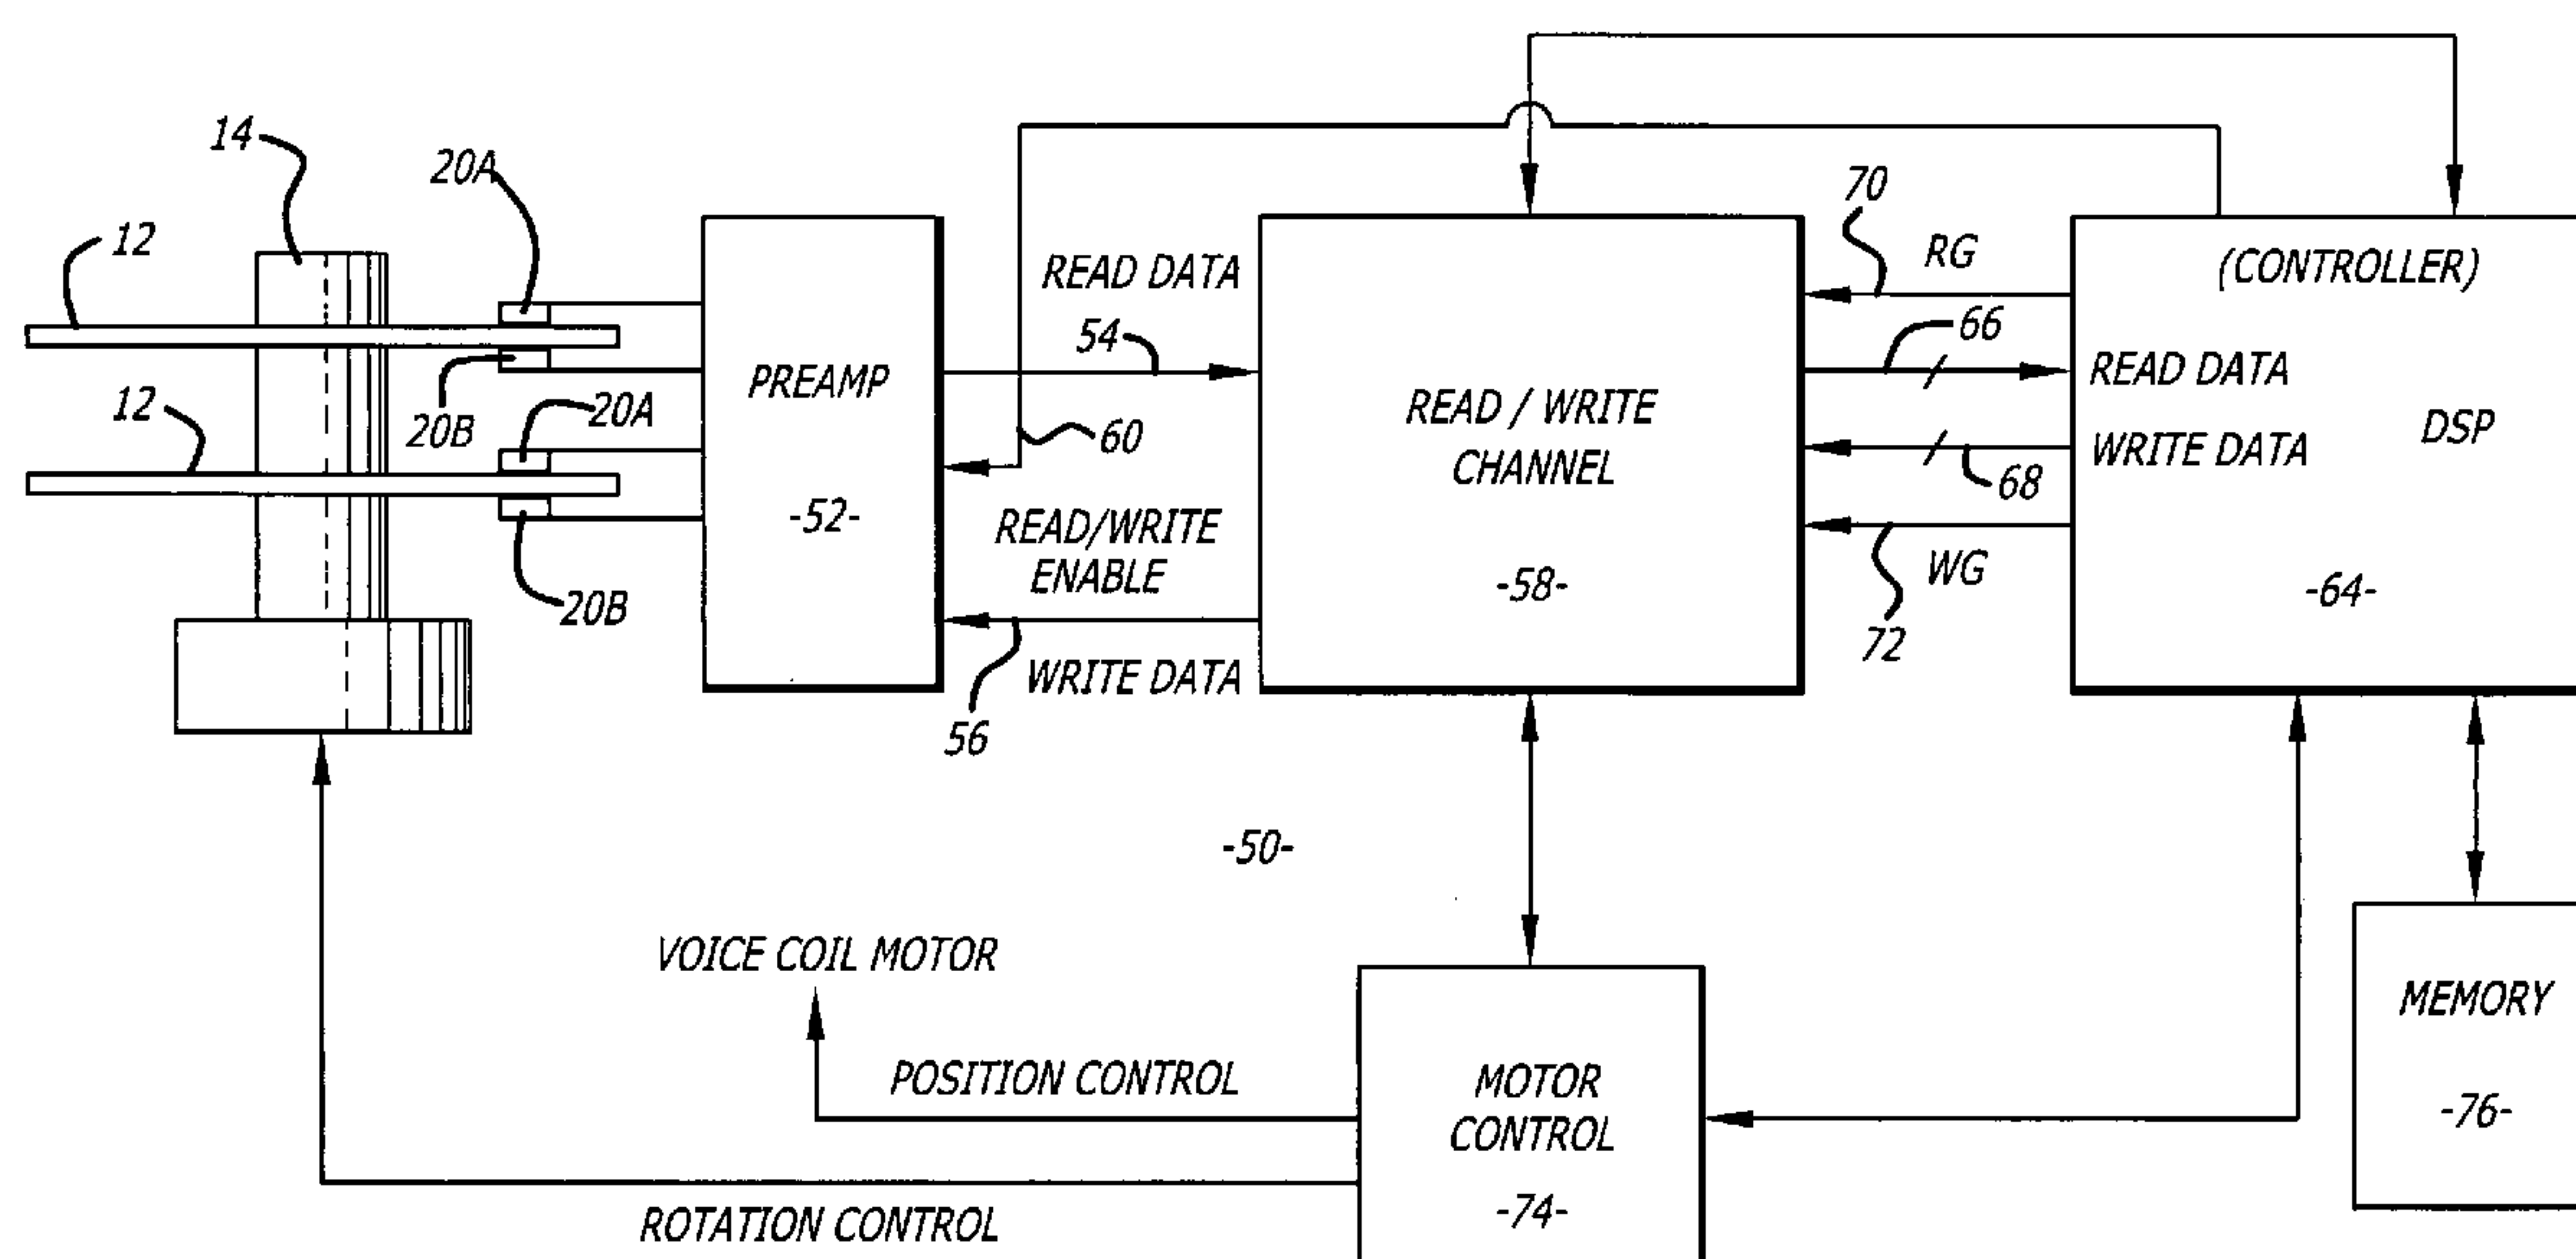 14
20A
12
70
RG
(CONTROLLER)
READ DATA
54
66
PREAMP
READ DATA
12
20B
20A
60
READ / WRITE
CHANNEL
DSP
WRITE DATA
68
-52-
READ/WRITE
ENABLE
-58-
WG
-64-
20B
72
WRITE DATA
56
-50-
VOICE COIL MOTOR
MEMORY
POSITION CONTROL
MOTOR
CONTROL
-76-
-74-
ROTATION CONTROL